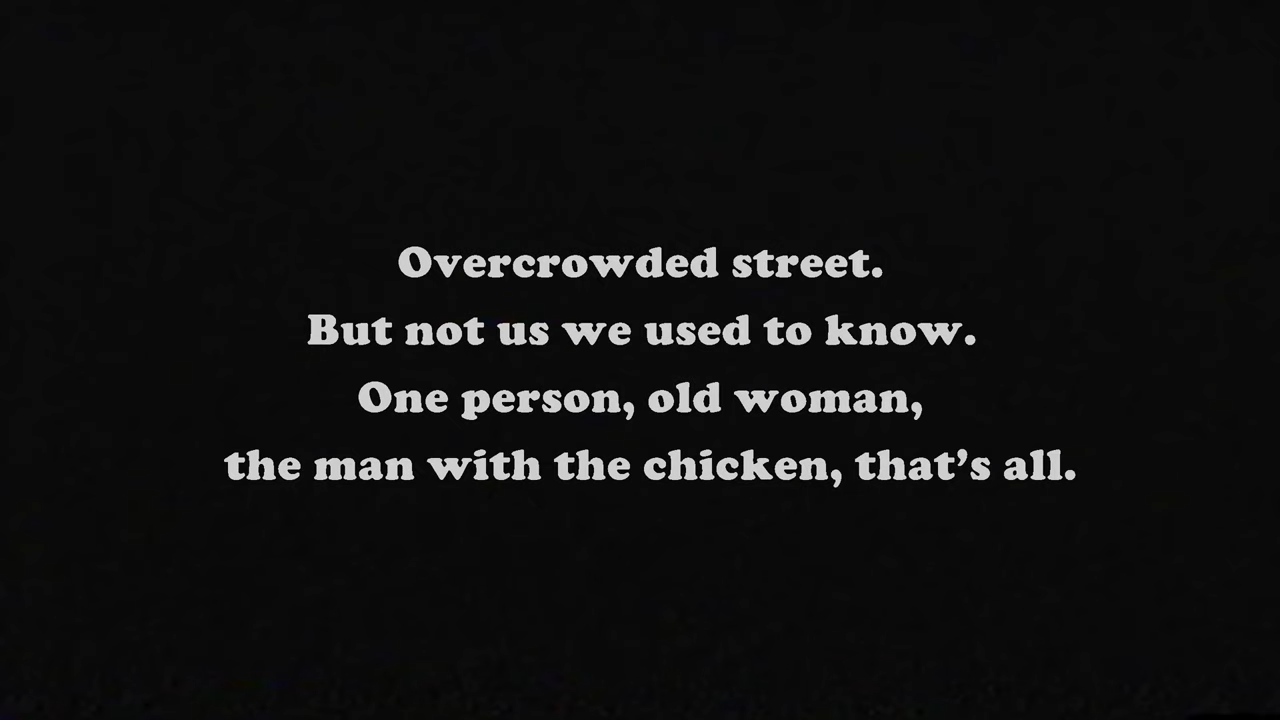 Overcrowded street.
But not us we used to know.
One person, old woman,
the man with the chicken, that’s all.